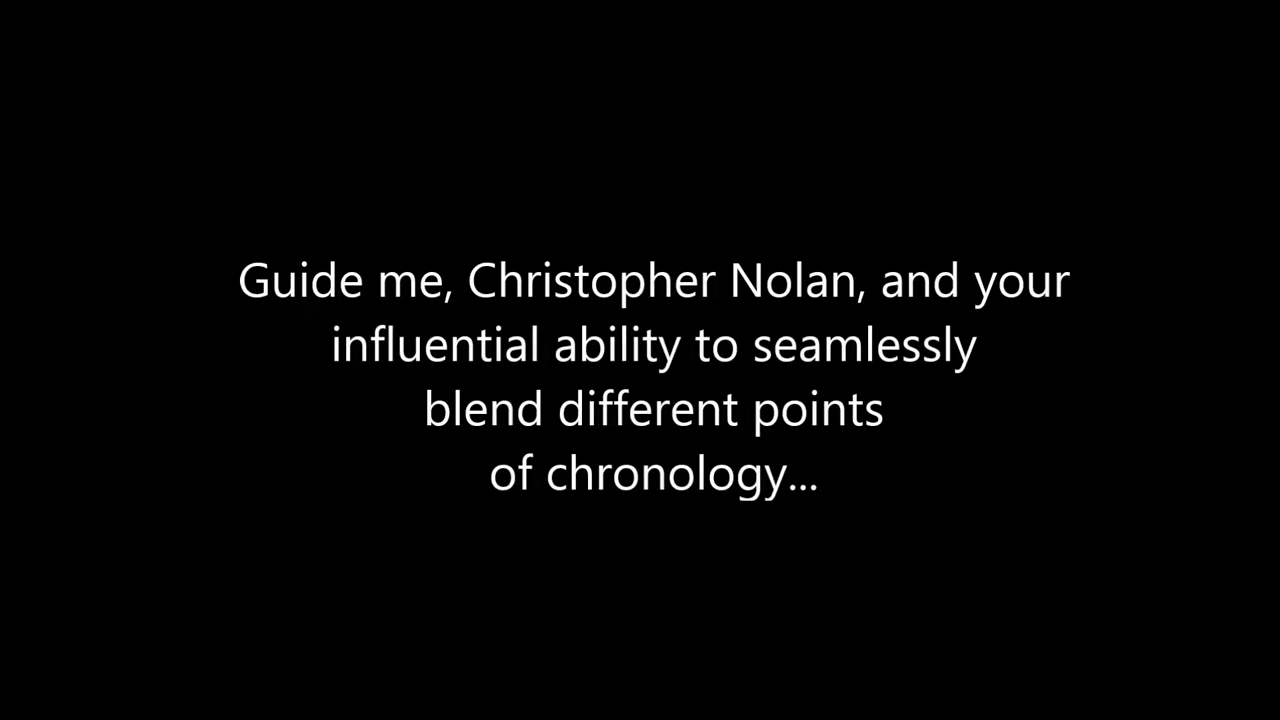 Guide me, Christopher Nolan, and your
influential ability to seamlessly
blend different points
of chronology...